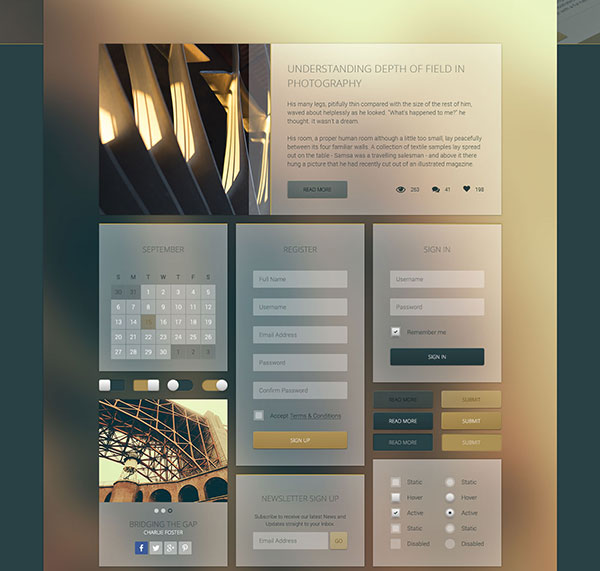 UNDERSTANDING DEPTH OF FIELD IN
PHOTOGRAPHY
His many legs, pitifully thin compared with the size of the rest of him,
waved about helplessly as he looked. "What's happened to me?" he
thought. It wasn't a dream.
His room, a proper human room although a little too small, lay peacefully
between its four familiar walls. A collection of textile samples lay spread
out on the table - Samsa was a travelling salesman - and above it there
hung a picture that he had recently cut out of an illustrated magazine.
READ MORE
263
41
198
SEPTEMBER
S M T W T F S
30 31 1 2 3 4 5
6 7 8 9 10 11 12
13 14 15 16 17 18 19
20 21 22 23 24 25 26
27 28 29 30 1 2 3
BRIDGING THE GAP
CHARLIE FOSTER
REGISTER
Full Name
Username
Email Address
Password
Confirm Password
Accept Terms & Conditions
SIGN UP
NEWSLETTER SIGN UP
Subscribe to receive our latest News and
Updates straight to your Inbox.
Email Address
GO
SIGN IN
Username
Password
Remember me
SIGN IN
READ MORE SUBMIT
READ MORE SUBMIT
READ MORE SUBMIT
Static Static
Hover Hover
Active Active
Static Static
Disabled Disabled